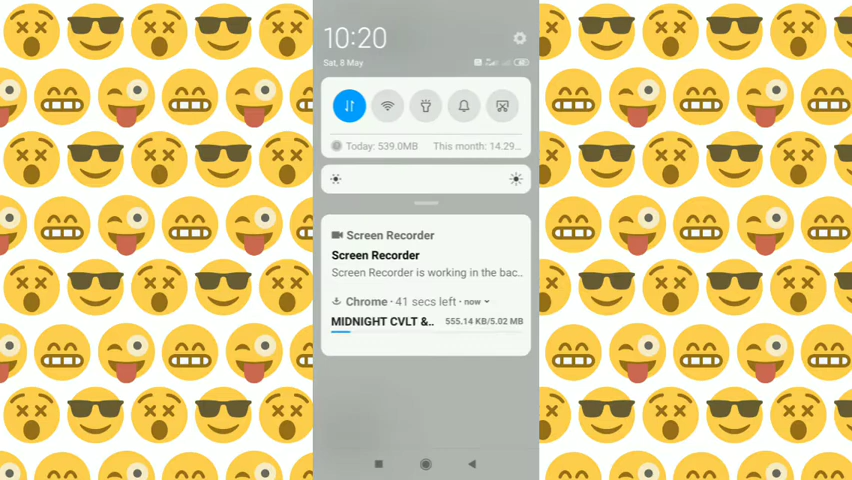 10:20
Sat, 8 May
Today: 539.0MB This month: 14.29...
Screen Recorder
Screen Recorder
Screen Recorder is working in the bac..
Chrome · 41 secs left · now
MIDNIGHT CVLT &.. 555.14 KB/5.02 MB